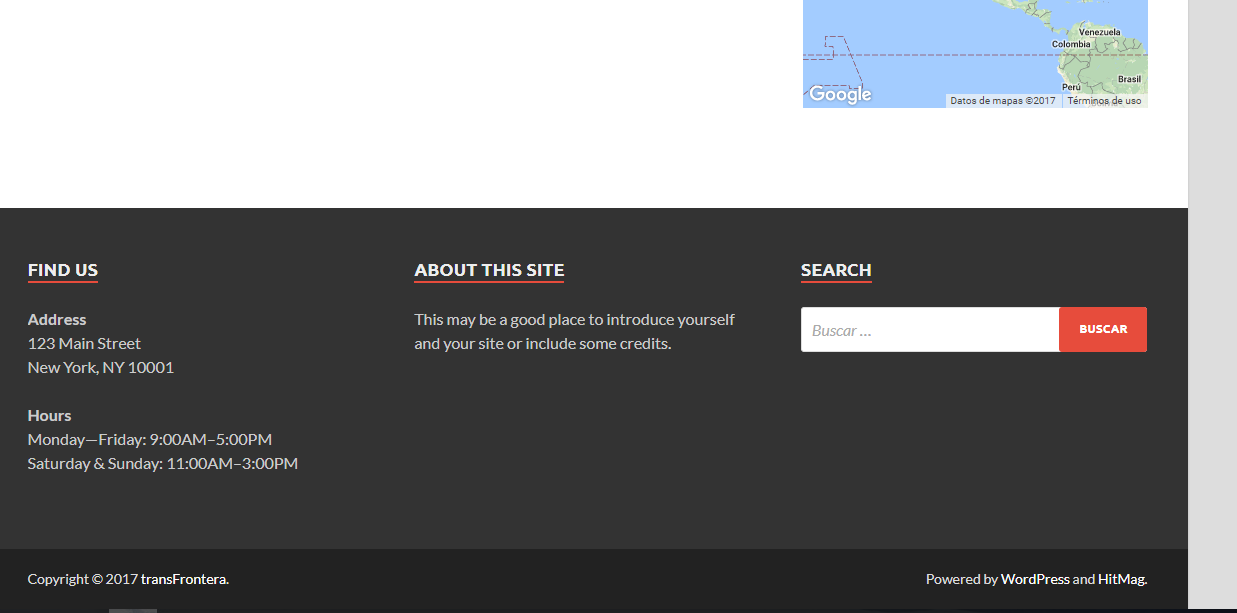 Venezuela
Colombia
Brasil
Perú
Google
Datos de mapas ©2017
Términos de uso
FIND US
Address
123 Main Street
New York, NY 10001
Hours
Monday—Friday: 9:00AM–5:00PM
Saturday & Sunday: 11:00AM–3:00PM
ABOUT THIS SITE
This may be a good place to introduce yourself
and your site or include some credits.
SEARCH
Buscar …
BUSCAR
Copyright © 2017 transFrontera.
Powered by WordPress and HitMag.